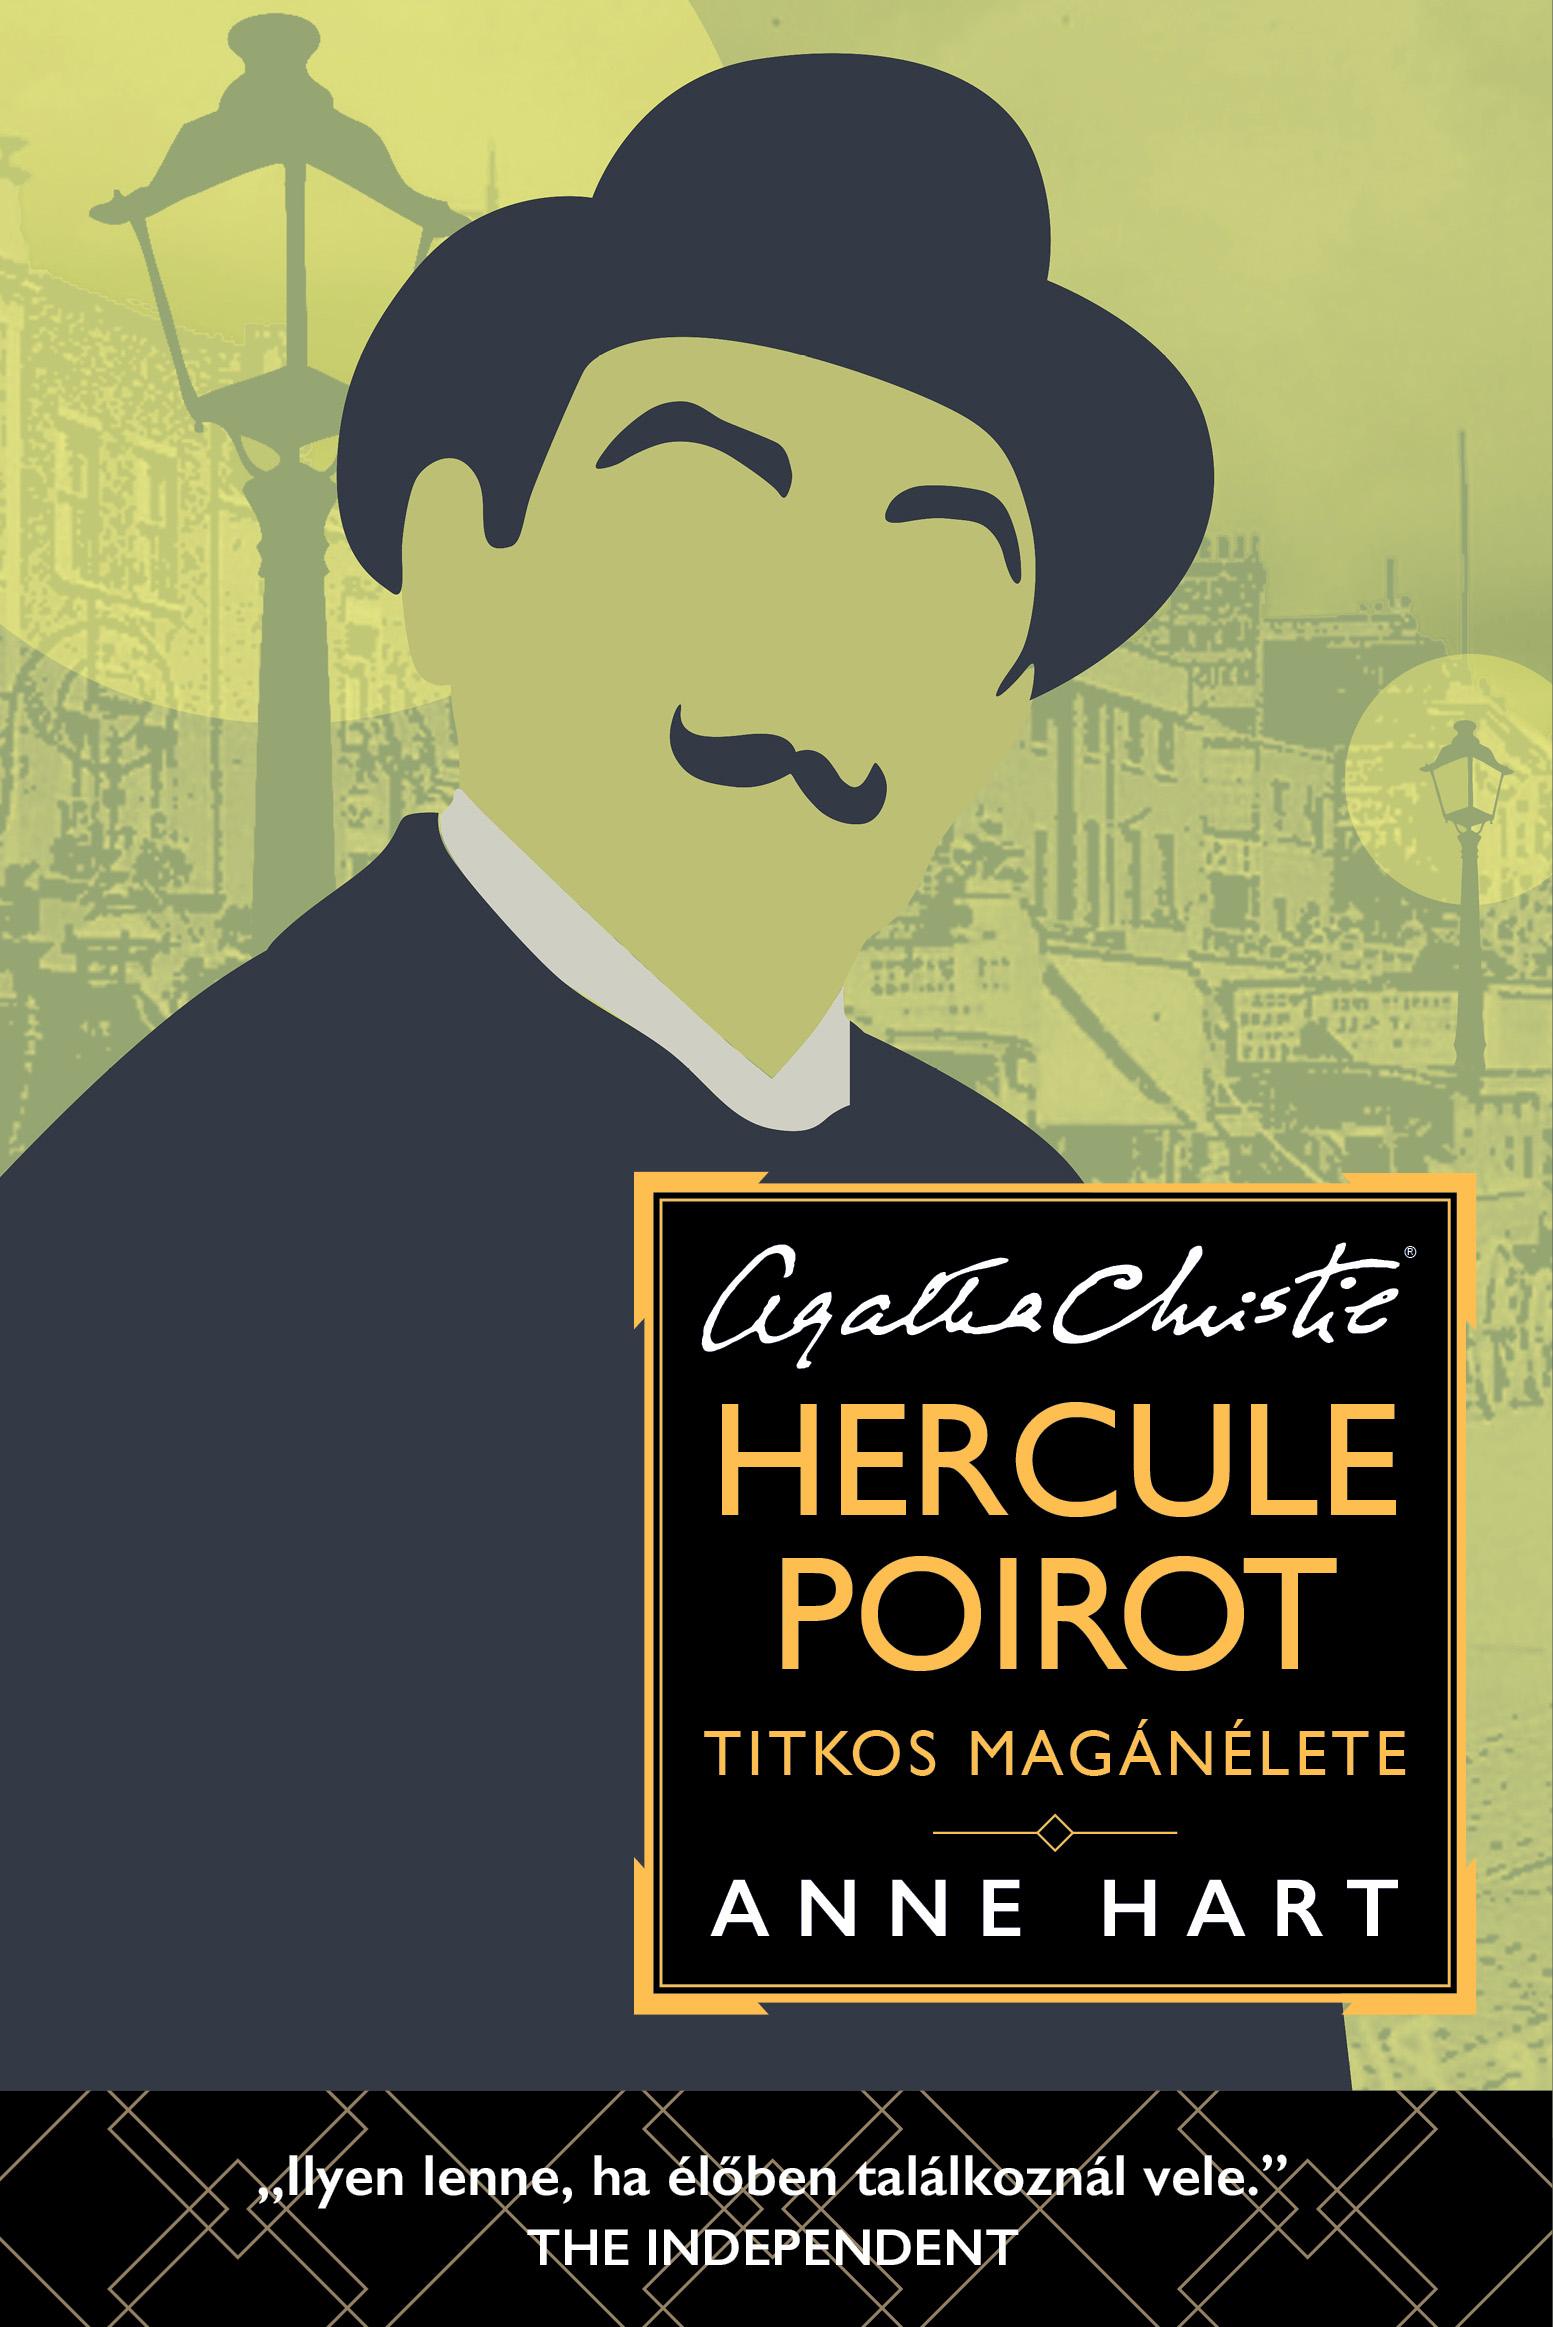 Agatha Christie®
HERCULE
POIROT
TITKOS MAGÁNÉLETE
ANNE HART
„Ilyen lenne, ha élőben találkoznál vele.”
THE INDEPENDENT